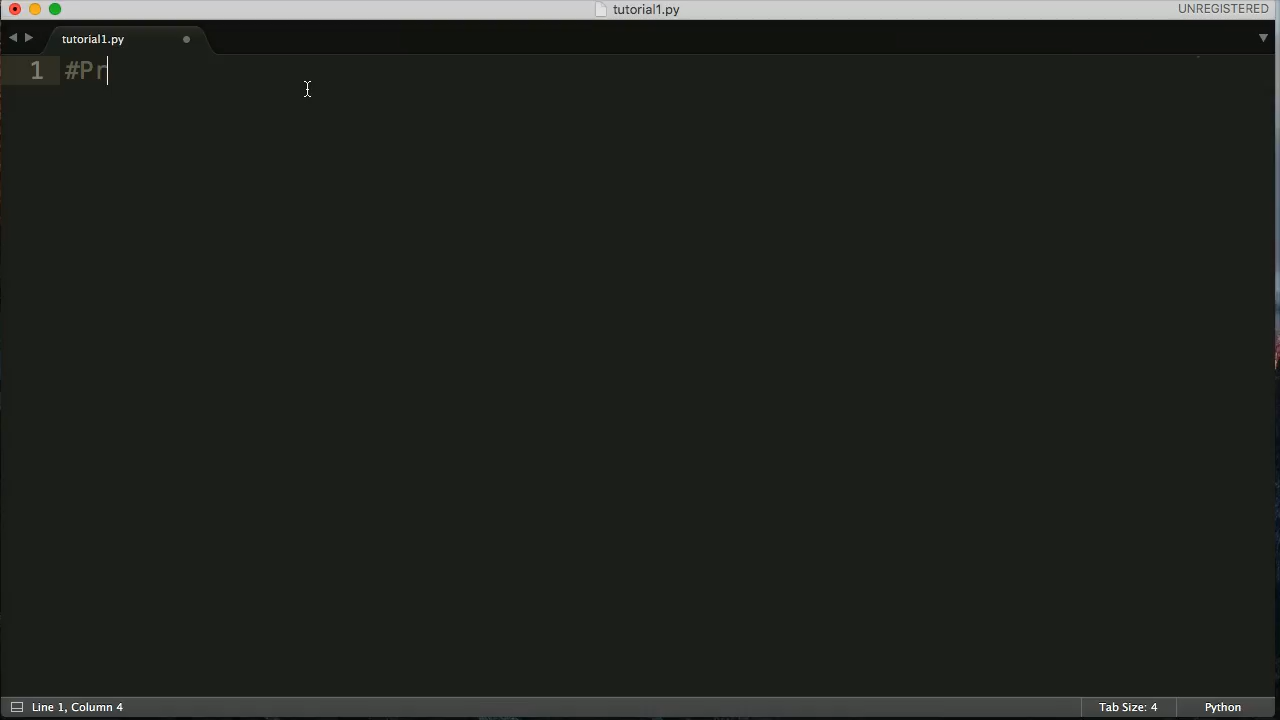 tutorial1.py
UNREGISTERED
tutorial1.py
1 #Pr
Line 1, Column 4
Tab Size: 4
Python